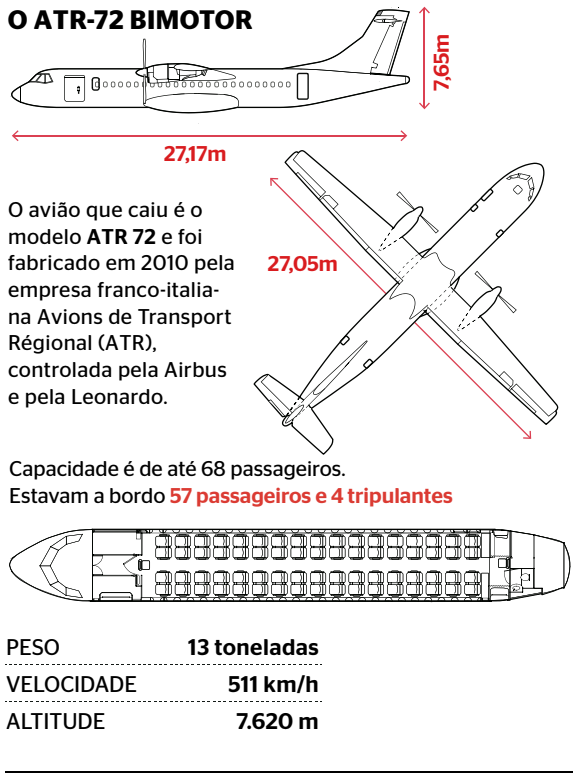 O ATR-72 BIMOTOR
7,65m
27,17m
O avião que caiu é o
modelo ATR 72 e foi
fabricado em 2010 pela
empresa franco-italia-
na Avions de Transport
Régional (ATR),
controlada pela Airbus
e pela Leonardo.
27,05m
Capacidade é de até 68 passageiros.
Estavam a bordo 57 passageiros e 4 tripulantes
PESO 13 toneladas
VELOCIDADE 511 km/h
ALTITUDE 7.620 m